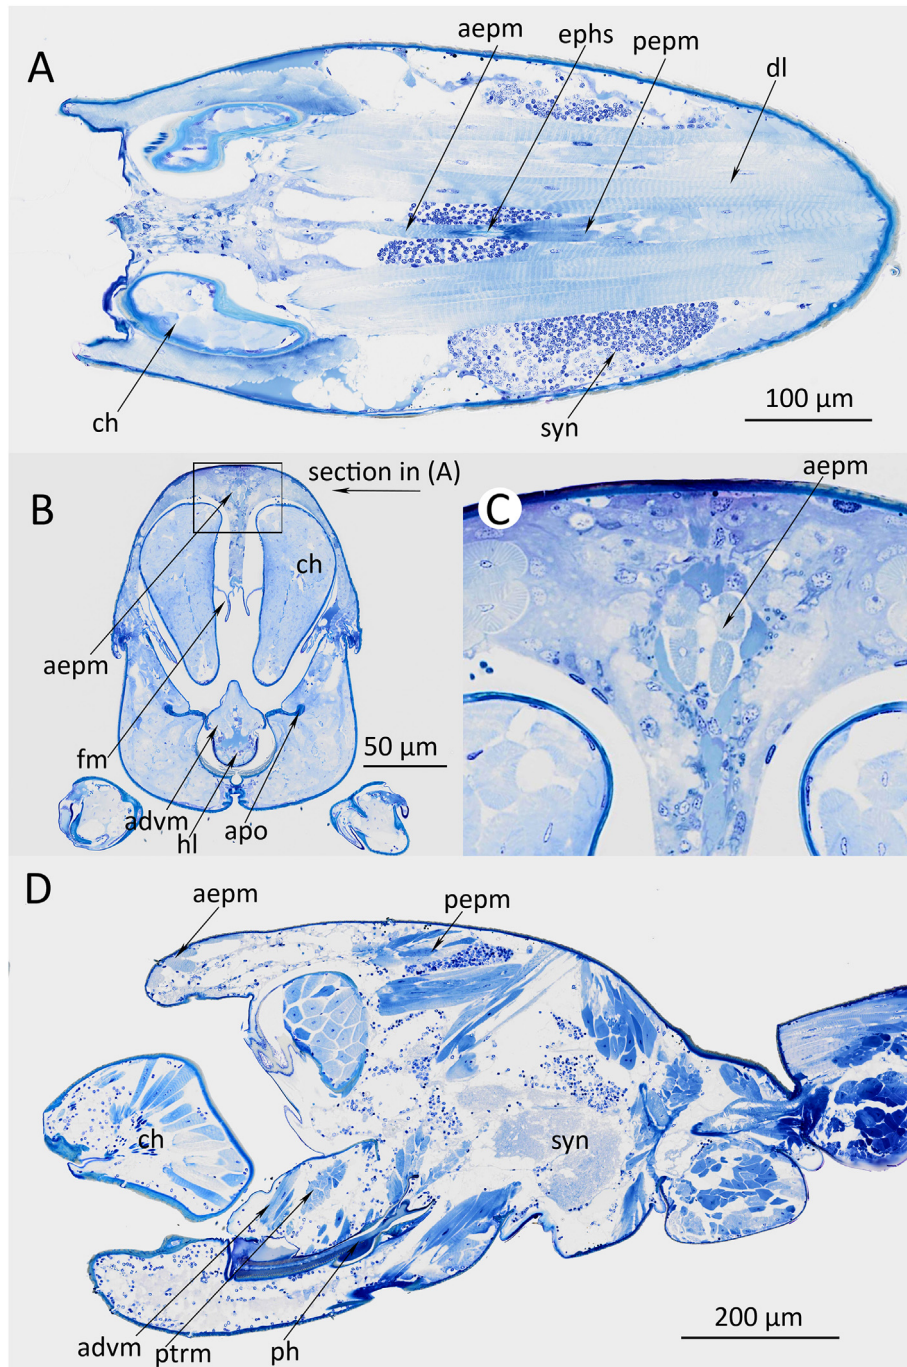 A
aepm
ephs
pepm
dl
ch
syn
100 µm
B
section in (A)
ch
aepm
fm
advm
hl
apo
50 µm
C
aepm
D
aepm
pepm
ch
syn
advm
ptrm
ph
200 µm